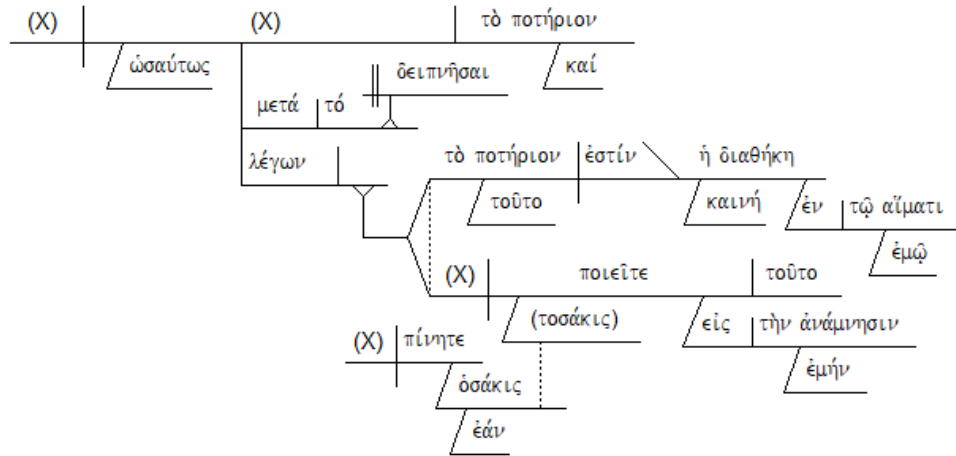 (X) (X) τὸ ποτήριον
ὡσαύτως καί
δειπνῆσαι
μετά τό
λέγων
τὸ ποτήριον ἐστίν ἡ διαθήκη
τοῦτο καινή ἐν τῷ αἵματι
ἐμῷ
(X) ποιεῖτε τοῦτο
(τοσάκις) εἰς τὴν ἀνάμνησιν
(X) πίνητε ἐμήν
ὁσάκις
ἐάν